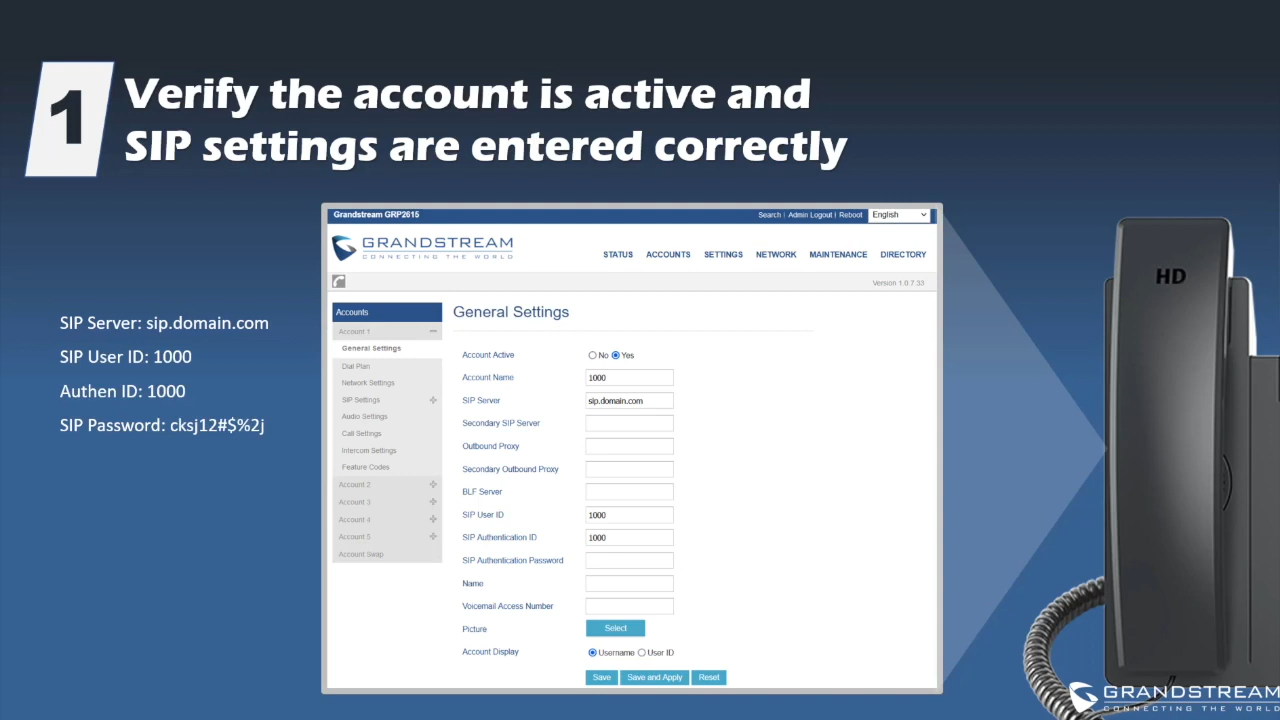 1
Verify the account is active and
SIP settings are entered correctly
SIP Server: sip.domain.com
SIP User ID: 1000
Authen ID: 1000
SIP Password: cksj12#$%2j
Grandstream GRP2615
Search | Admin Logout | Reboot English
GRANDSTREAM
CONNECTING THE WORLD
STATUS ACCOUNTS SETTINGS NETWORK MAINTENANCE DIRECTORY
Version 1.0.7.33
Accounts
Account 1
General Settings
Dial Plan
Network Settings
SIP Settings
Audio Settings
Call Settings
Intercom Settings
Feature Codes
Account 2
Account 3
Account 4
Account 5
Account Swap
General Settings
Account Active No Yes
Account Name 1000
SIP Server sip.domain.com
Secondary SIP Server
Outbound Proxy
Secondary Outbound Proxy
BLF Server
SIP User ID 1000
SIP Authentication ID 1000
SIP Authentication Password
Name
Voicemail Access Number
Picture Select
Account Display Username User ID
Save Save and Apply Reset
HD
GRANDSTREAM
CONNECTING THE WORLD